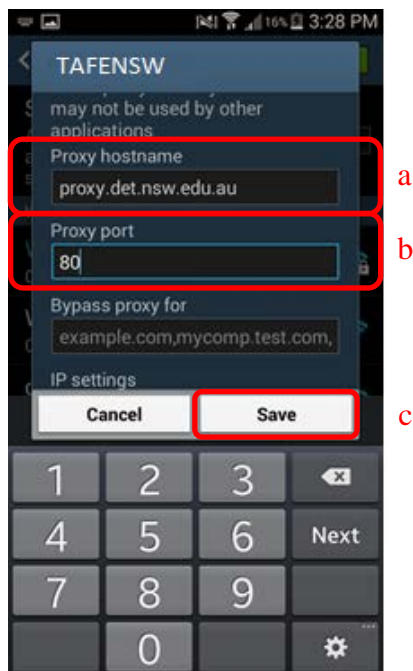 16% 3:28 PM
TAFENSW
may not be used by other
applications
Proxy hostname
proxy.det.nsw.edu.au
a
Proxy port
80
b
Bypass proxy for
example.com,mycomp.test.com,
IP settings
Cancel Save
c
1 2 3
4 5 6 Next
7 8 9
0